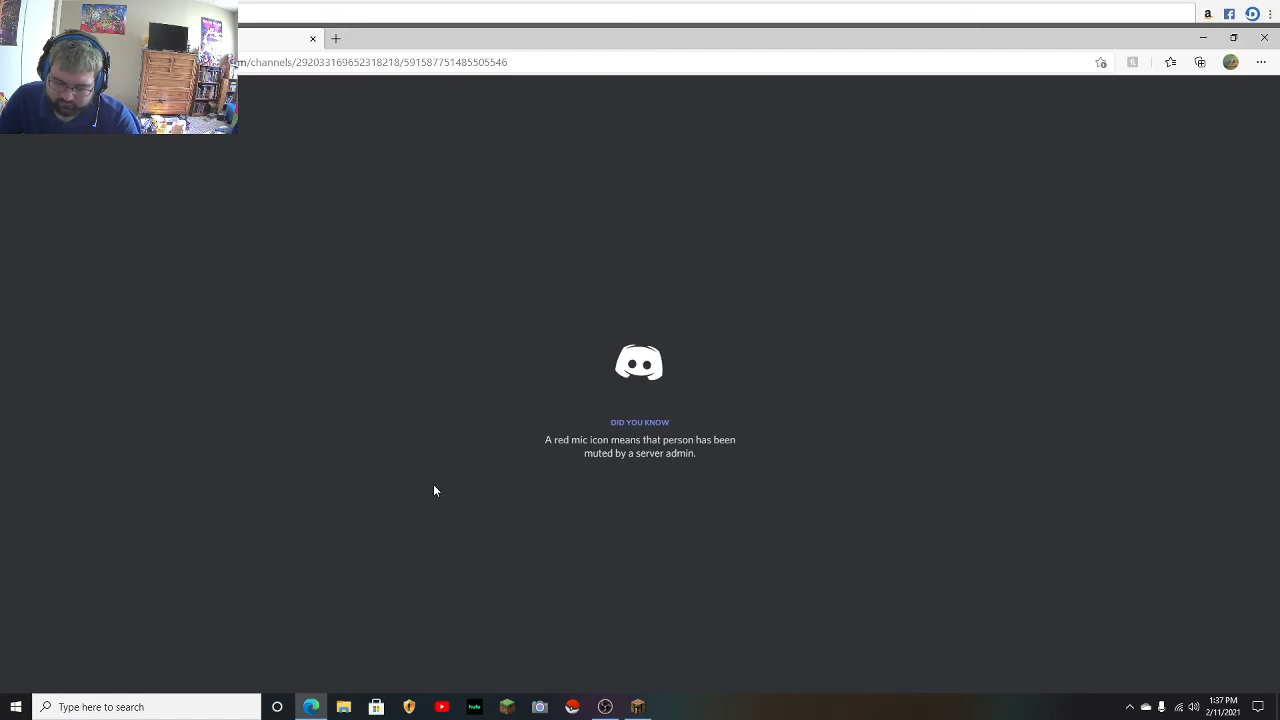 m/channels/292033169652318218/591587751485505546
DID YOU KNOW
A red mic icon means that person has been
muted by a server admin.
Type here to search
hulu
1:37 PM
2/11/2021